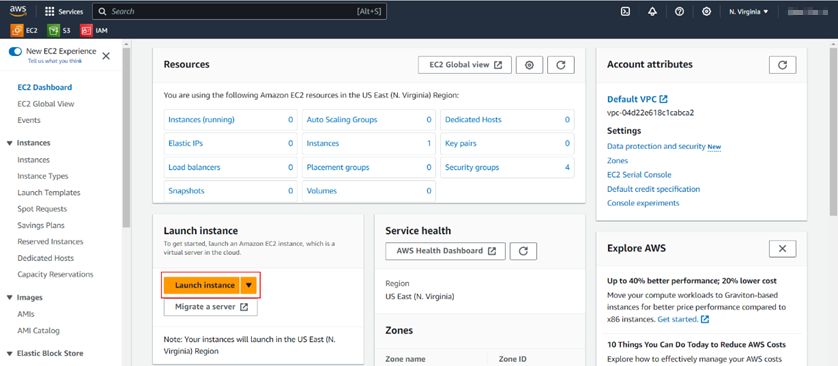 aws
Services
Search
[Alt+S]
N. Virginia
EC2
S3
IAM
New EC2 Experience
Tell us what you think
EC2 Dashboard
EC2 Global View
Events
Instances
Instances
Instance Types
Launch Templates
Spot Requests
Savings Plans
Reserved Instances
Dedicated Hosts
Capacity Reservations
Images
AMIs
AMI Catalog
Elastic Block Store
Resources
EC2 Global view
You are using the following Amazon EC2 resources in the US East (N. Virginia) Region:
Instances (running) 0
Auto Scaling Groups 0
Dedicated Hosts 0
Elastic IPs 0
Instances 1
Key pairs 0
Load balancers 0
Placement groups 0
Security groups 4
Snapshots 0
Volumes 0
Launch instance
To get started, launch an Amazon EC2 instance, which is a
virtual server in the cloud.
Launch instance
Migrate a server
Note: Your instances will launch in the US East (N.
Virginia) Region
Service health
AWS Health Dashboard
Region
US East (N. Virginia)
Zones
Zone name
Zone ID
Account attributes
Default VPC
vpc-04d22e618c1cabca2
Settings
Data protection and security New
Zones
EC2 Serial Console
Default credit specification
Console experiments
Explore AWS
Up to 40% better performance; 20% lower cost
Move your compute workloads to Graviton-based
instances for better price performance compared to
x86 instances. Get started.
10 Things You Can Do Today to Reduce AWS Costs
Explore how to effectively manage your AWS costs